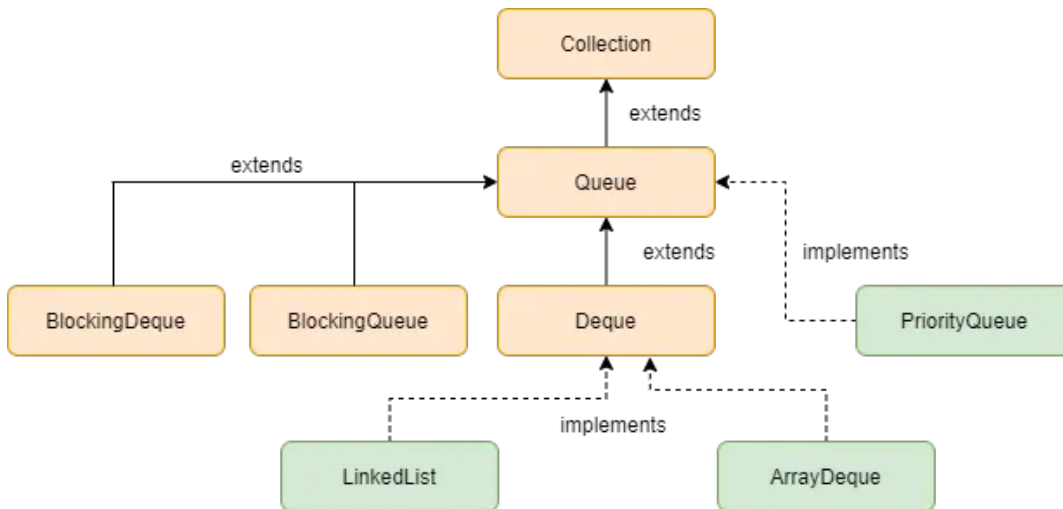 Collection
extends
extends
Queue
extends
implements
BlockingDeque
BlockingQueue
Deque
PriorityQueue
implements
LinkedList
ArrayDeque